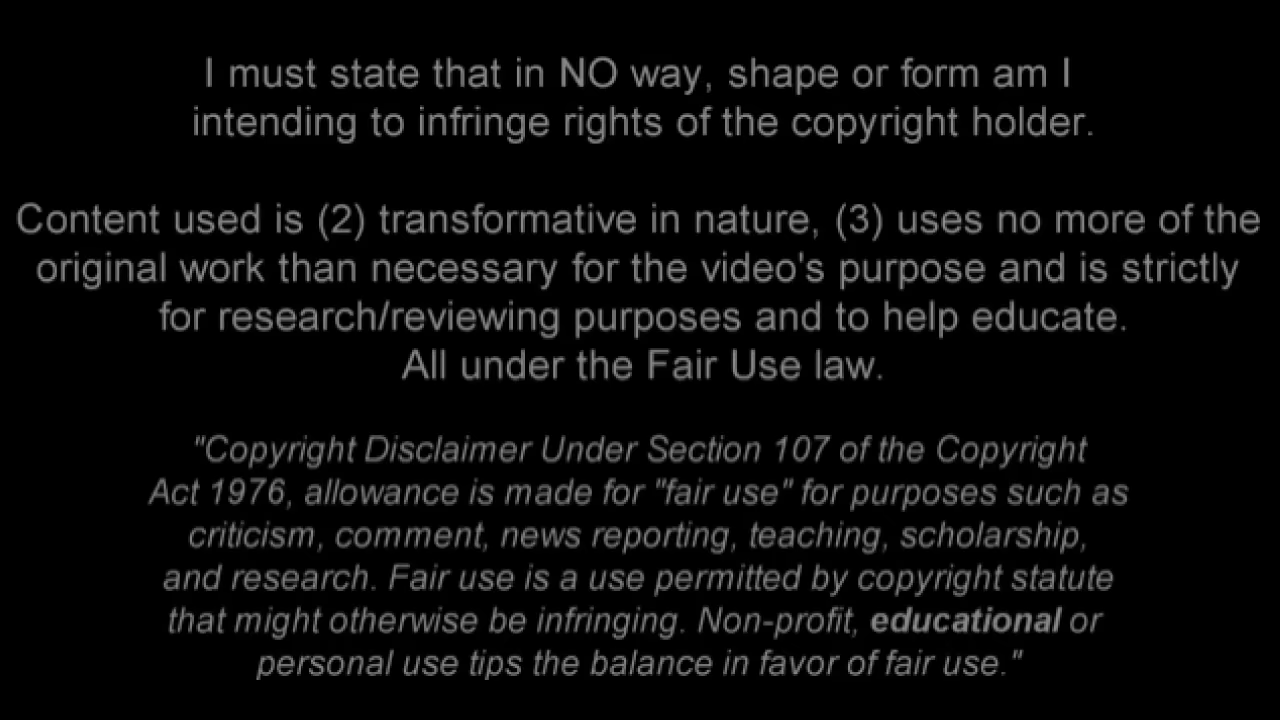 I must state that in NO way, shape or form am I
intending to infringe rights of the copyright holder.
Content used is (2) transformative in nature, (3) uses no more of the
original work than necessary for the video's purpose and is strictly
for research/reviewing purposes and to help educate.
All under the Fair Use law.
"Copyright Disclaimer Under Section 107 of the Copyright
Act 1976, allowance is made for "fair use" for purposes such as
criticism, comment, news reporting, teaching, scholarship,
and research. Fair use is a use permitted by copyright statute
that might otherwise be infringing. Non-profit, educational or
personal use tips the balance in favor of fair use."